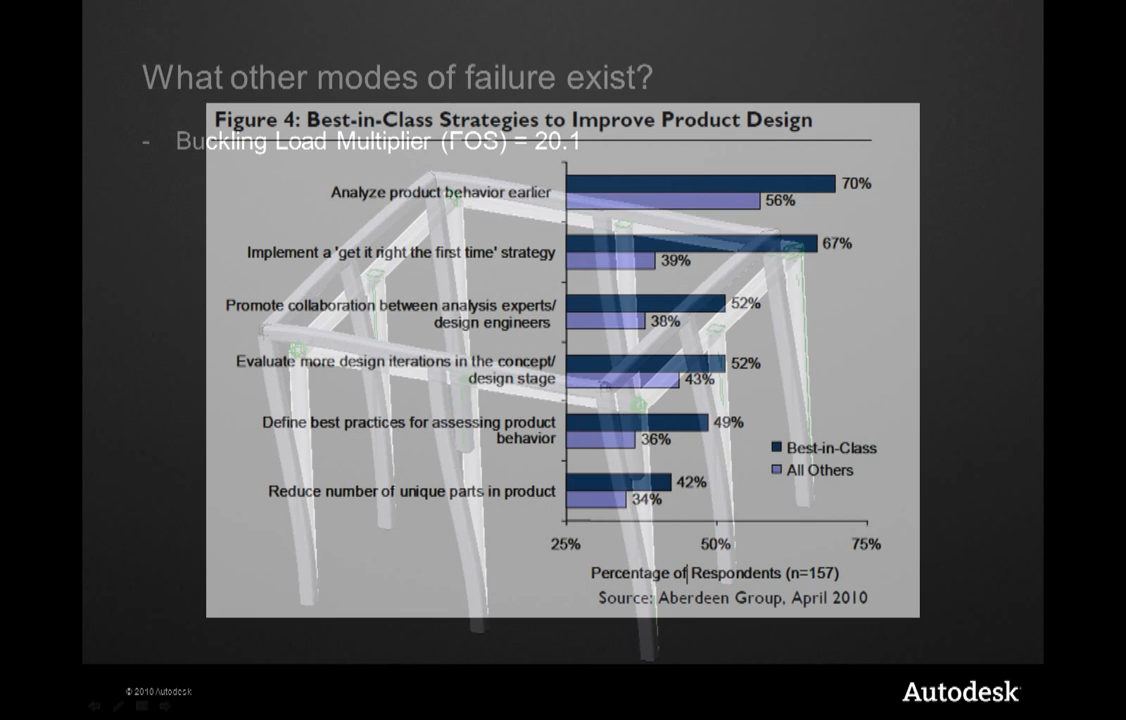 What other modes of failure exist?
Figure 4: Best-in-Class Strategies to Improve Product Design
- Buckling Load Multiplier (FOS) = 20.1
Analyze product behavior earlier
70%
56%
Implement a 'get it right the first time' strategy
67%
39%
Promote collaboration between analysis experts/
design engineers
52%
38%
Evaluate more design iterations in the concept/
design stage
52%
43%
Define best practices for assessing product
behavior
49%
36%
Best-in-Class
All Others
Reduce number of unique parts in product
42%
34%
25% 50% 75%
Percentage of Respondents (n=157)
Source: Aberdeen Group, April 2010
© 2010 Autodesk
Autodesk